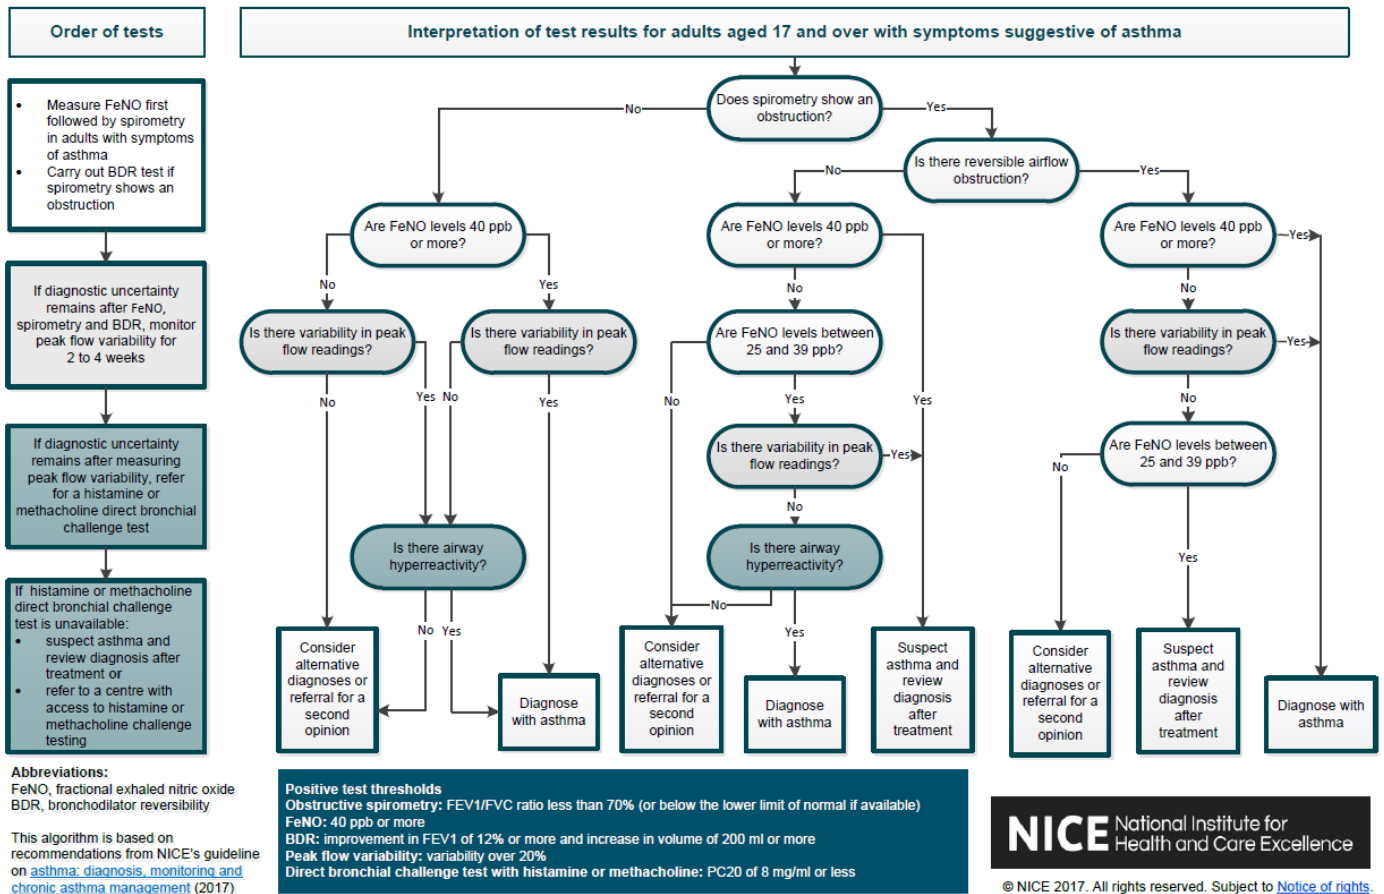 Order of tests
Interpretation of test results for adults aged 17 and over with symptoms suggestive of asthma
• Measure FeNO first
followed by spirometry
in adults with symptoms
of asthma
• Carry out BDR test if
spirometry shows an
obstruction
If diagnostic uncertainty
remains after FeNO,
spirometry and BDR, monitor
peak flow variability for
2 to 4 weeks
If diagnostic uncertainty
remains after measuring
peak flow variability, refer
for a histamine or
methacholine direct bronchial
challenge test
If histamine or methacholine
direct bronchial challenge
test is unavailable:
• suspect asthma and
review diagnosis after
treatment or
• refer to a centre with
access to histamine or
methacholine challenge
testing
Abbreviations:
FeNO, fractional exhaled nitric oxide
BDR, bronchodilator reversibility
This algorithm is based on
recommendations from NICE's guideline
on asthma: diagnosis, monitoring and
chronic asthma management (2017)
Does spirometry show an
obstruction?
No
Yes
Is there reversible airflow
obstruction?
No
Yes
Are FeNO levels 40 ppb
or more?
No
Yes
Is there variability in peak
flow readings?
Is there variability in peak
flow readings?
No
Yes
No
Yes
Is there airway
hyperreactivity?
No
Yes
Consider
alternative
diagnoses or
referral for a
second
opinion
Diagnose
with asthma
Are FeNO levels 40 ppb
or more?
No
Yes
Are FeNO levels between
25 and 39 ppb?
No
Yes
Is there variability in peak
flow readings?
Yes
No
Is there airway
hyperreactivity?
No
Yes
Consider
alternative
diagnoses or
referral for a
second
opinion
Diagnose
with asthma
Suspect
asthma and
review
diagnosis
after
treatment
Are FeNO levels 40 ppb
or more?
Yes
No
Is there variability in peak
flow readings?
Yes
No
Are FeNO levels between
25 and 39 ppb?
No
Yes
Consider
alternative
diagnoses or
referral for a
second
opinion
Suspect
asthma and
review
diagnosis
after
treatment
Diagnose with
asthma
Positive test thresholds
Obstructive spirometry: FEV1/FVC ratio less than 70% (or below the lower limit of normal if available)
FeNO: 40 ppb or more
BDR: improvement in FEV1 of 12% or more and increase in volume of 200 ml or more
Peak flow variability: variability over 20%
Direct bronchial challenge test with histamine or methacholine: PC20 of 8 mg/ml or less
NICE National Institute for
Health and Care Excellence
© NICE 2017. All rights reserved. Subject to Notice of rights.